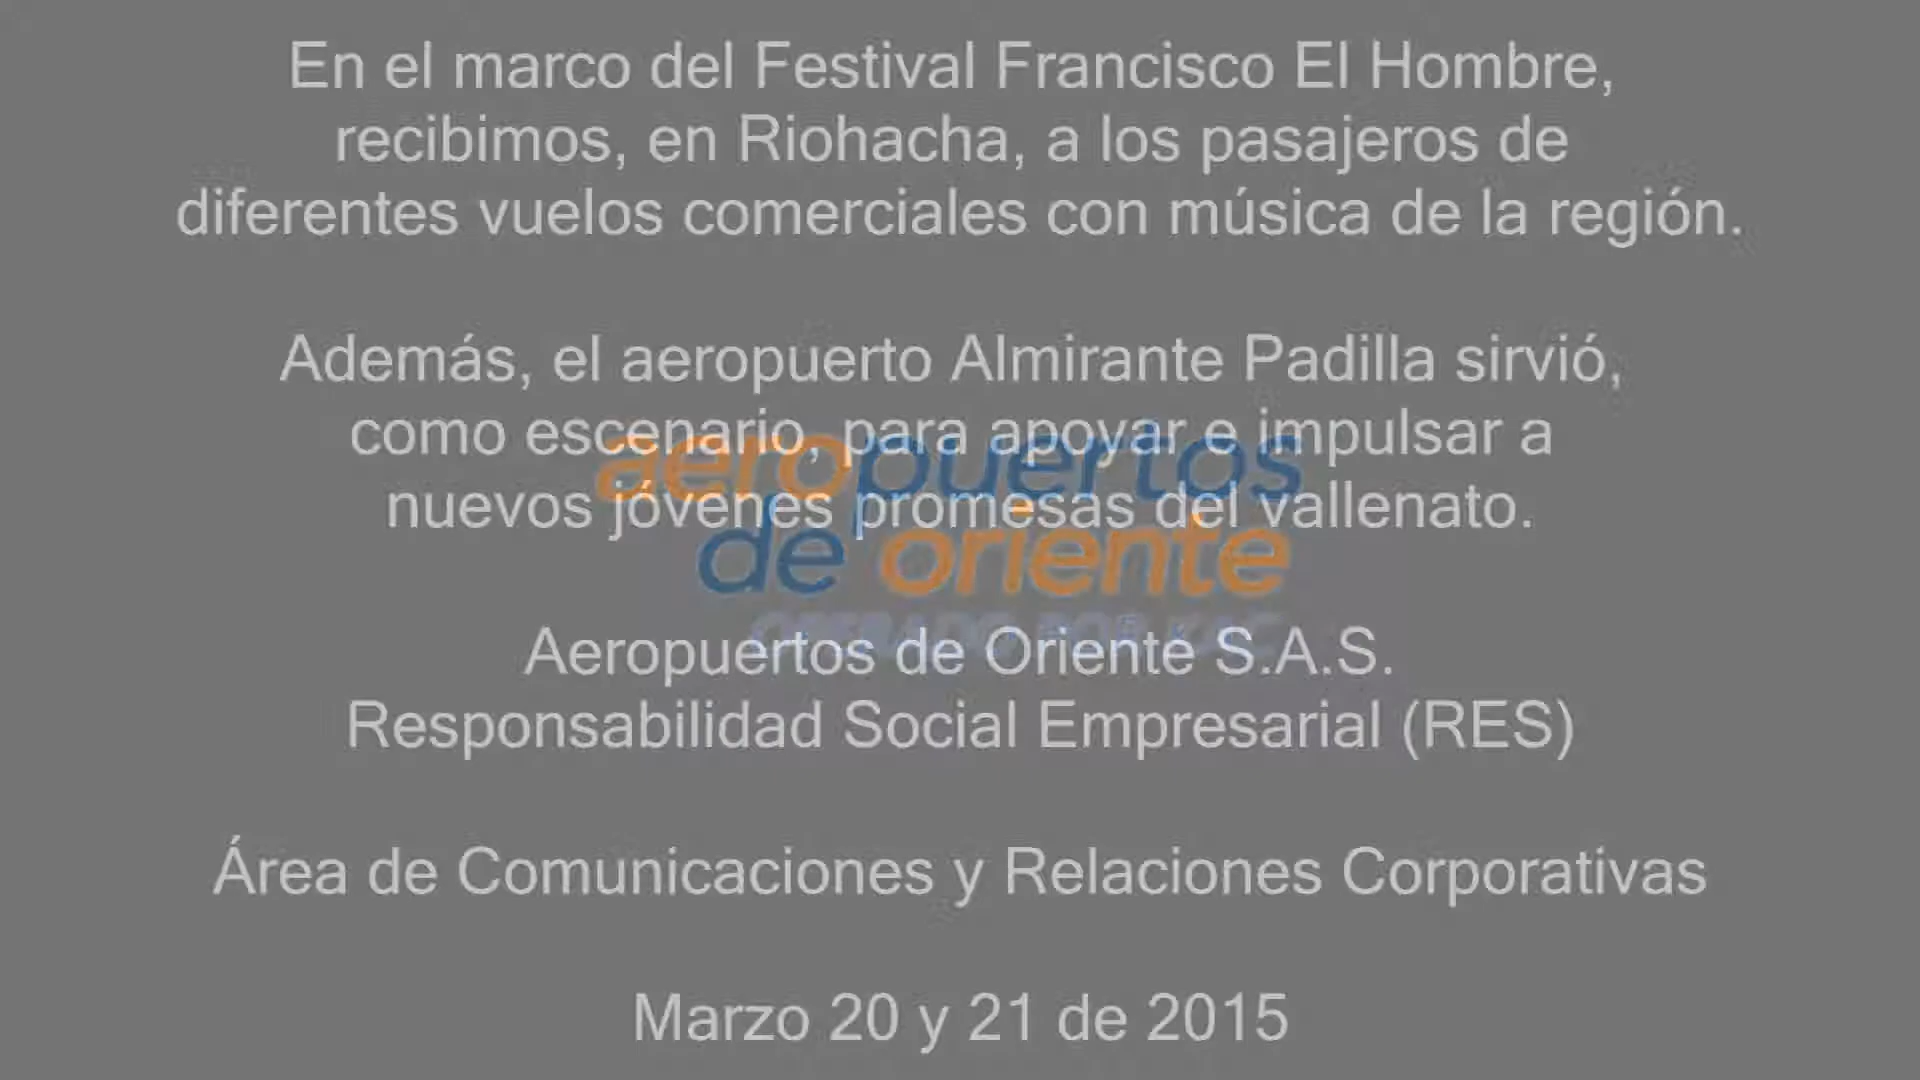 En el marco del Festival Francisco El Hombre,
recibimos, en Riohacha, a los pasajeros de
diferentes vuelos comerciales con música de la región.
Además, el aeropuerto Almirante Padilla sirvió,
como escenario, para apoyar e impulsar a
nuevos jóvenes promesas del vallenato.
aeropuertos
de oriente
OPERADO POR KAC
Aeropuertos de Oriente S.A.S.
Responsabilidad Social Empresarial (RES)
Área de Comunicaciones y Relaciones Corporativas
Marzo 20 y 21 de 2015